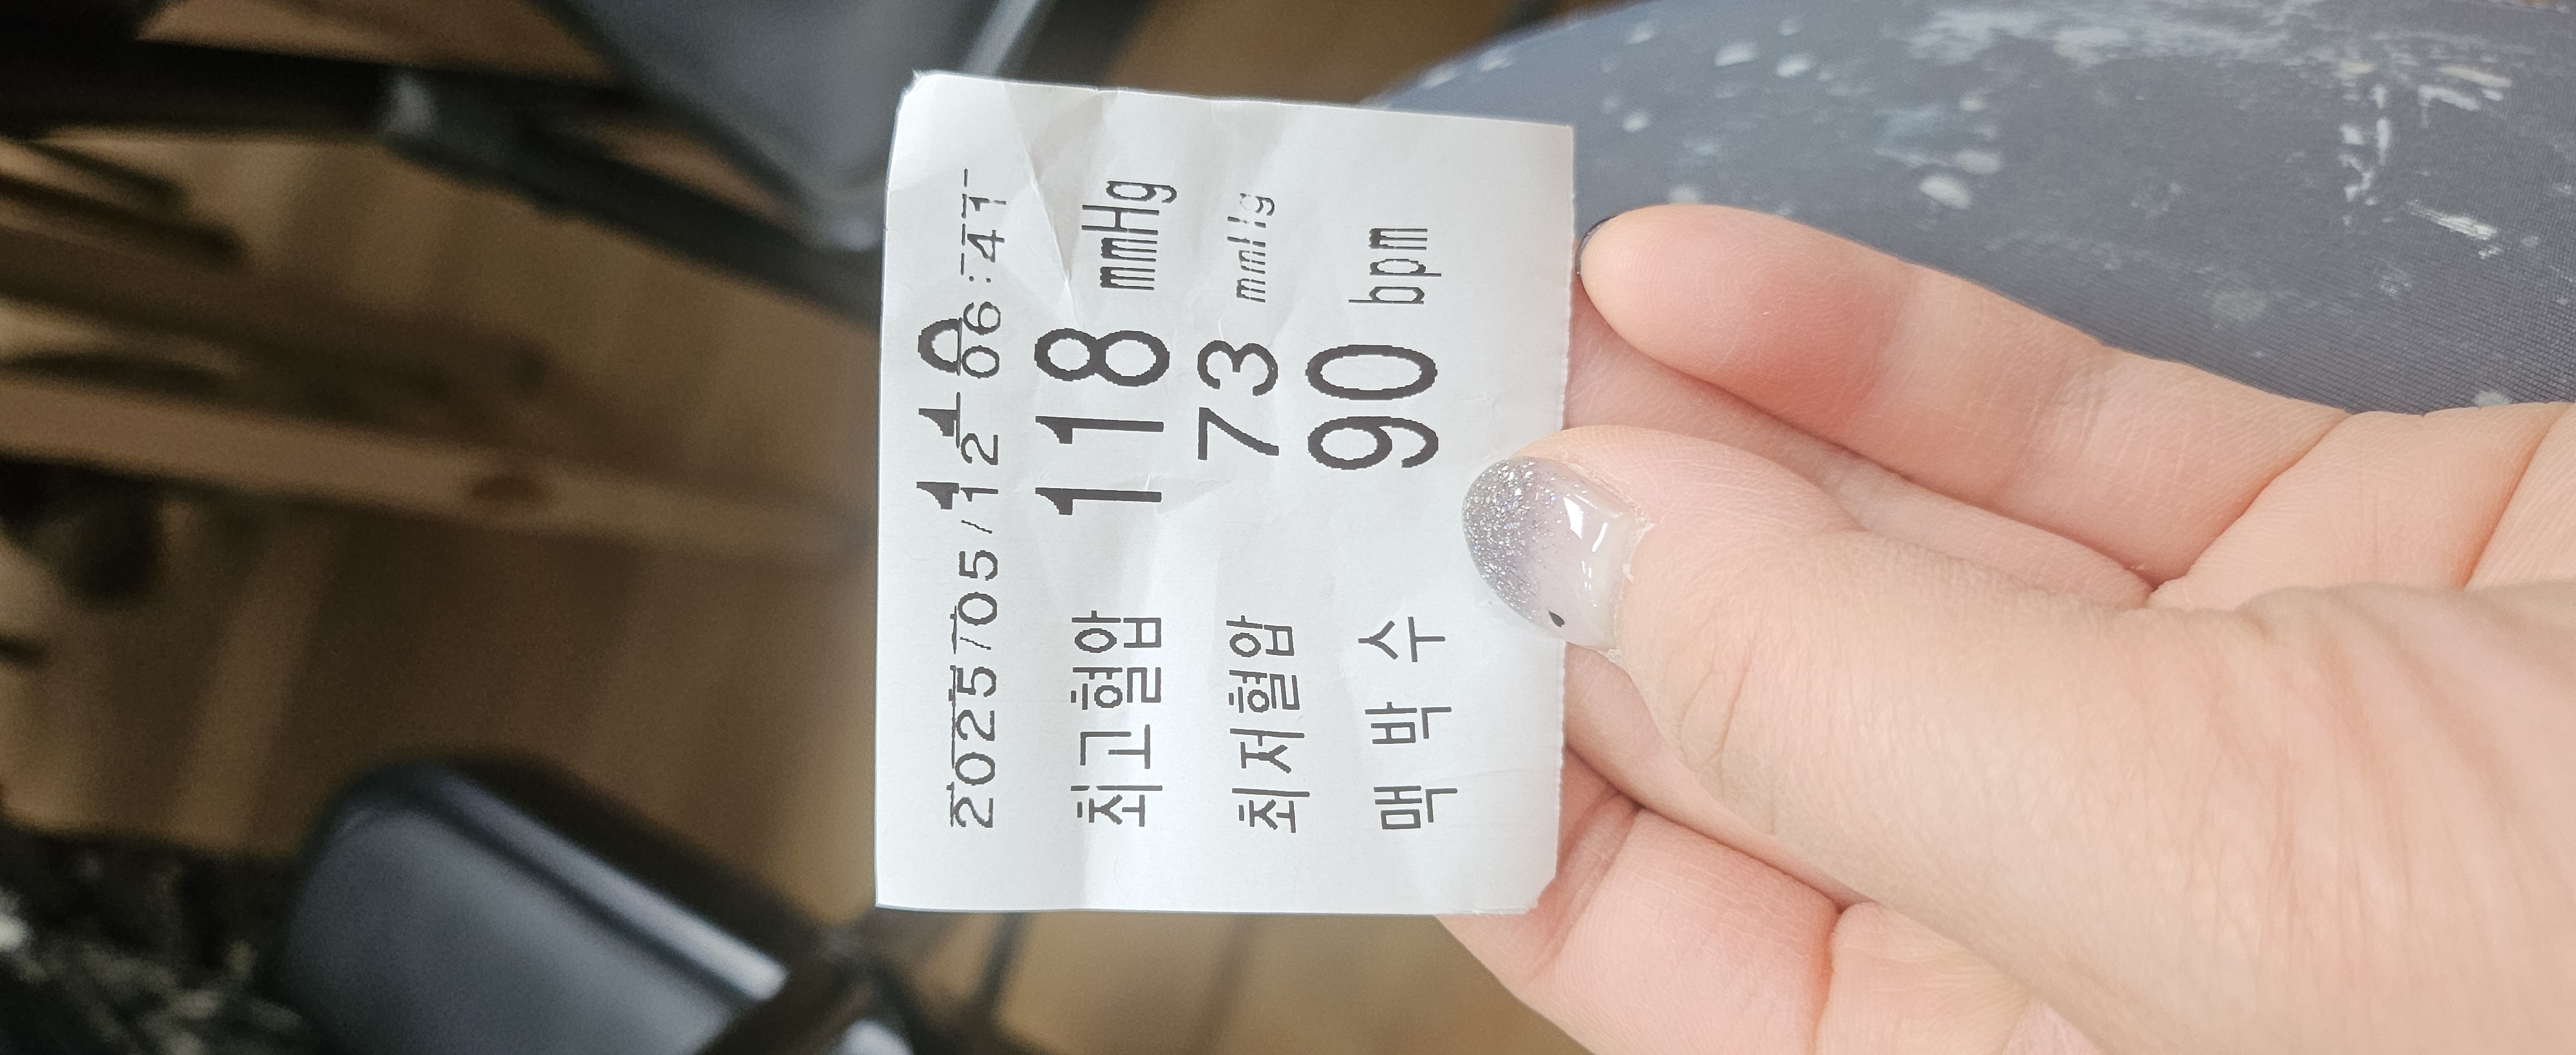 2025/05/12 06:41
최고혈압 118 mmHg
최저혈압 73 mmHg
맥박수 90 bpm